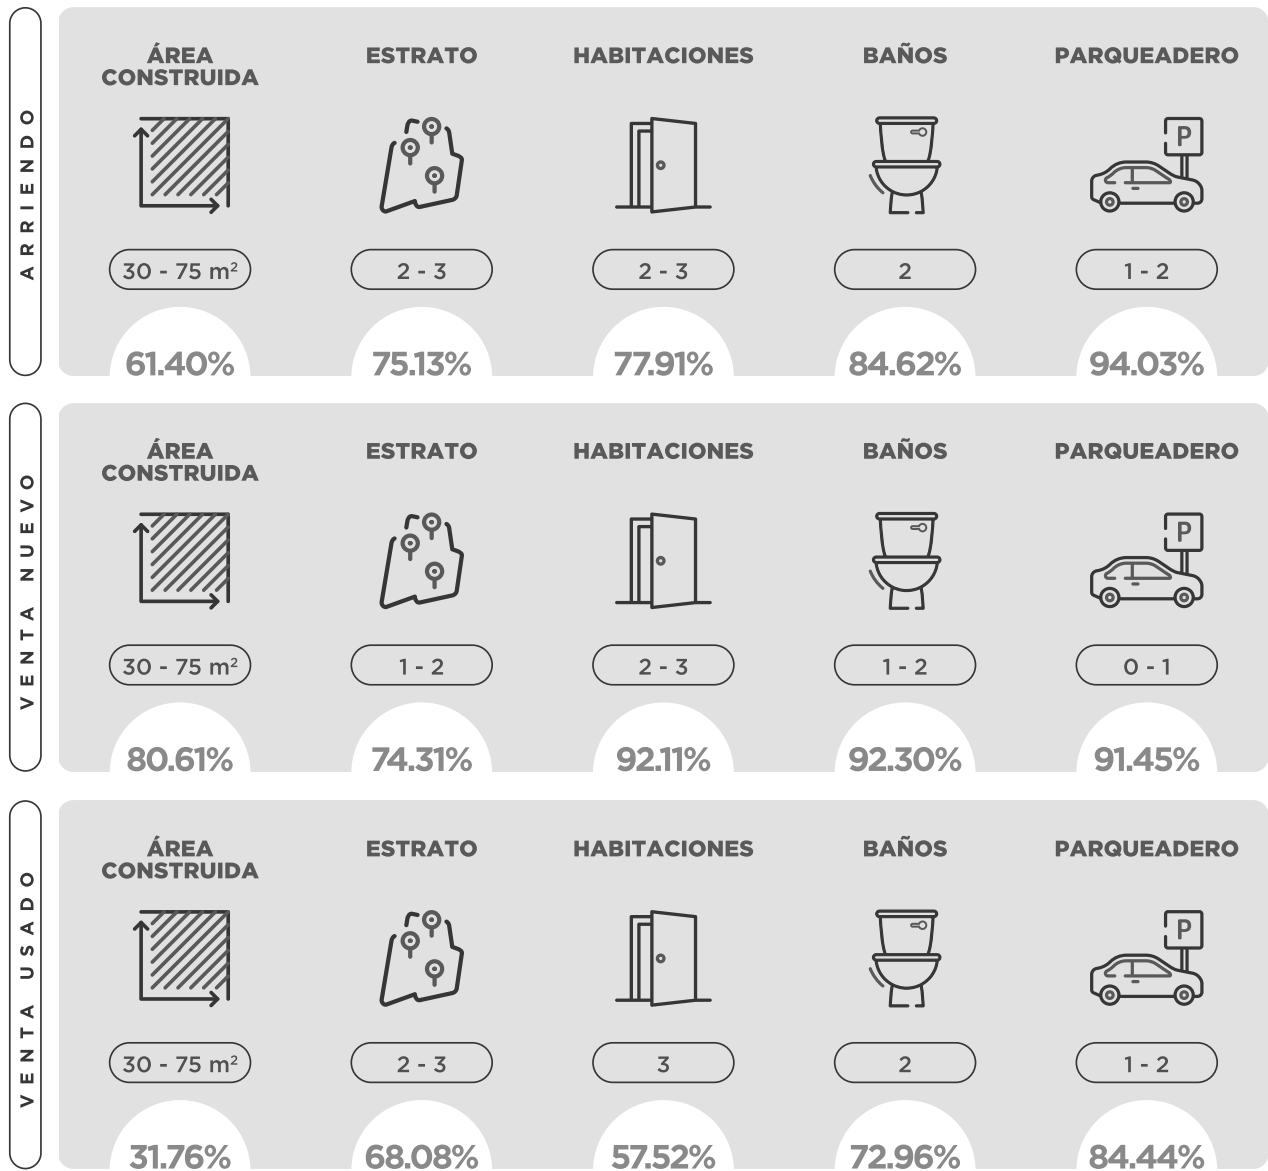 ARRIENDO
ÁREA
CONSTRUIDA
ESTRATO
HABITACIONES
BAÑOS
PARQUEADERO
P
30 - 75 m²
2 - 3
2 - 3
2
1 - 2
61.40%
75.13%
77.91%
84.62%
94.03%
VENTA NUEVO
ÁREA
CONSTRUIDA
ESTRATO
HABITACIONES
BAÑOS
PARQUEADERO
P
30 - 75 m²
1 - 2
2 - 3
1 - 2
0 - 1
80.61%
74.31%
92.11%
92.30%
91.45%
VENTA USADO
ÁREA
CONSTRUIDA
ESTRATO
HABITACIONES
BAÑOS
PARQUEADERO
P
30 - 75 m²
2 - 3
3
2
1 - 2
31.76%
68.08%
57.52%
72.96%
84.44%